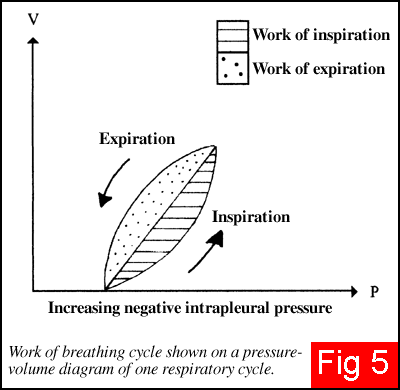 V
Work of inspiration
Work of expiration
Expiration
Inspiration
P
Increasing negative intrapleural pressure
Work of breathing cycle shown on a pressure-
volume diagram of one respiratory cycle.
Fig 5